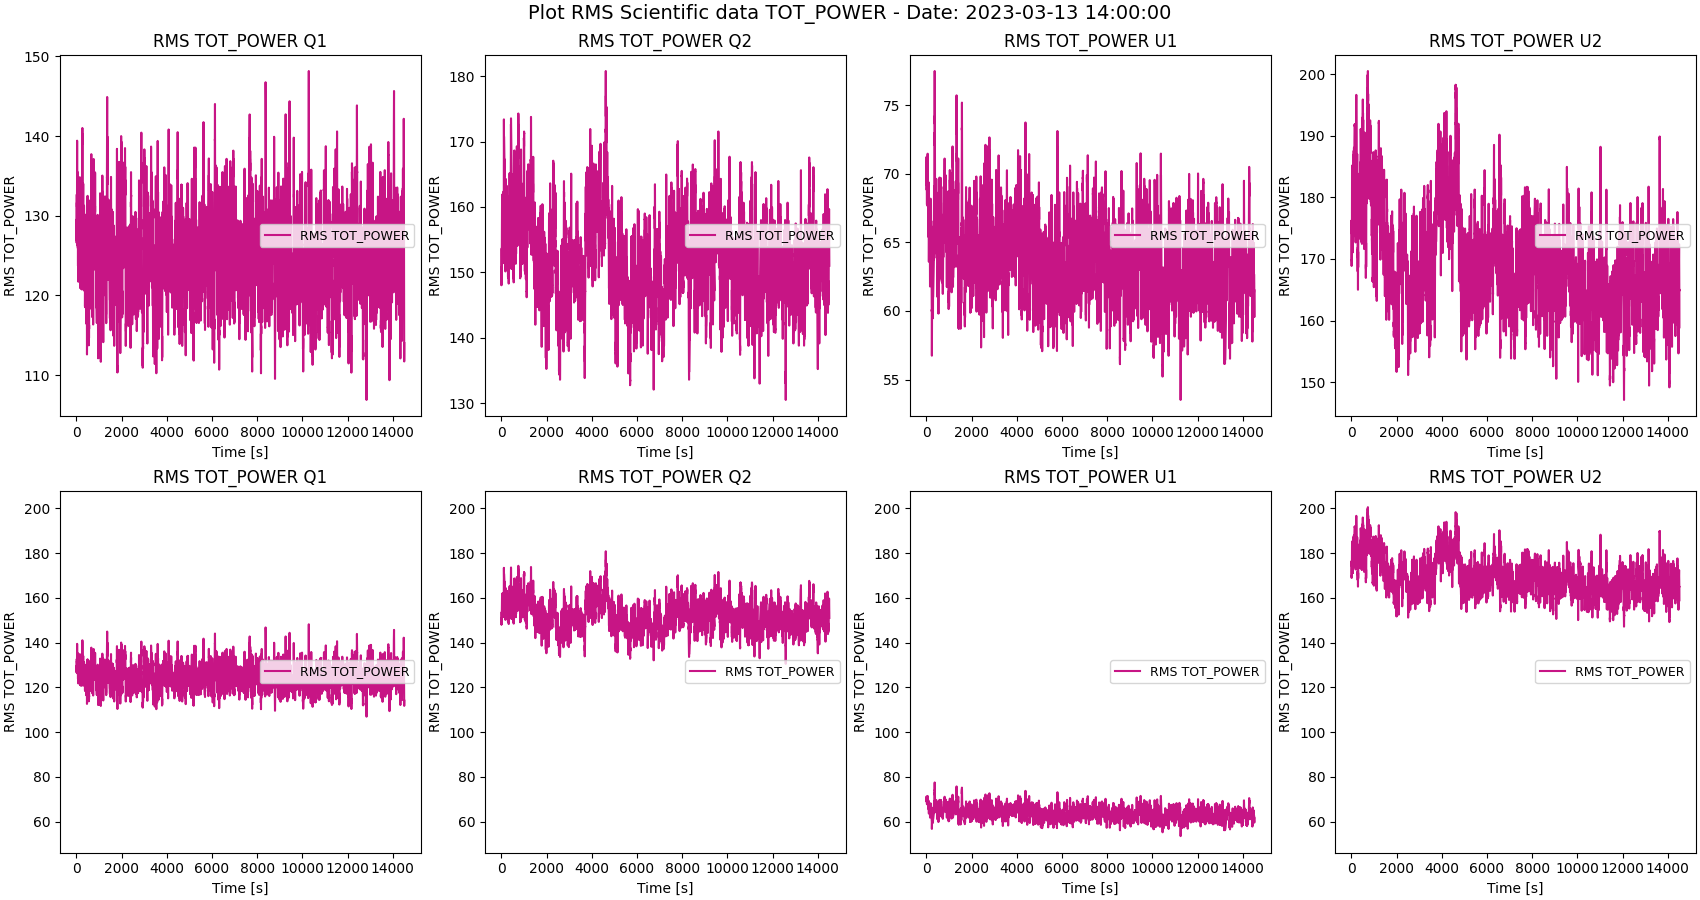 Plot RMS Scientific data TOT_POWER - Date: 2023-03-13 14:00:00
RMS TOT_POWER Q1
RMS TOT_POWER
150
140
130
120
110
RMS TOT_POWER
0 2000 4000 6000 8000 10000 12000 14000
Time [s]
RMS TOT_POWER Q2
RMS TOT_POWER
180
170
160
150
140
130
RMS TOT_POWER
0 2000 4000 6000 8000 10000 12000 14000
Time [s]
RMS TOT_POWER U1
RMS TOT_POWER
75
70
65
60
55
RMS TOT_POWER
0 2000 4000 6000 8000 10000 12000 14000
Time [s]
RMS TOT_POWER U2
RMS TOT_POWER
200
190
180
170
160
150
RMS TOT_POWER
0 2000 4000 6000 8000 10000 12000 14000
Time [s]
RMS TOT_POWER Q1
RMS TOT_POWER
200
180
160
140
120
100
80
60
RMS TOT_POWER
0 2000 4000 6000 8000 10000 12000 14000
Time [s]
RMS TOT_POWER Q2
RMS TOT_POWER
200
180
160
140
120
100
80
60
RMS TOT_POWER
0 2000 4000 6000 8000 10000 12000 14000
Time [s]
RMS TOT_POWER U1
RMS TOT_POWER
200
180
160
140
120
100
80
60
RMS TOT_POWER
0 2000 4000 6000 8000 10000 12000 14000
Time [s]
RMS TOT_POWER U2
RMS TOT_POWER
200
180
160
140
120
100
80
60
RMS TOT_POWER
0 2000 4000 6000 8000 10000 12000 14000
Time [s]